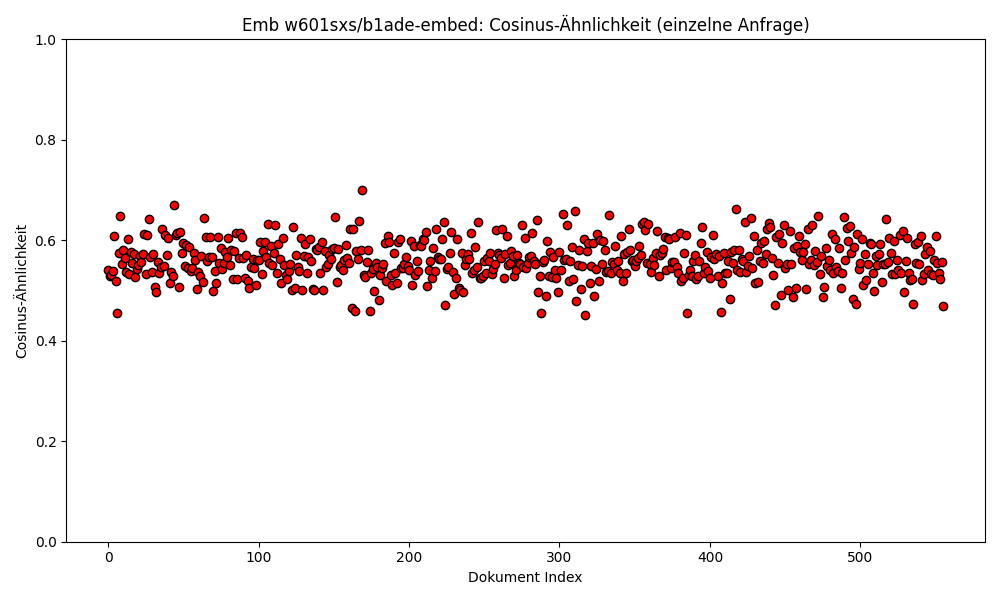 Emb w601sxs/b1ade-embed: Cosinus-Ähnlichkeit (einzelne Anfrage)
Cosinus-Ähnlichkeit
1.0
0.8
0.6
0.4
0.2
0.0
0 100 200 300 400 500
Dokument Index